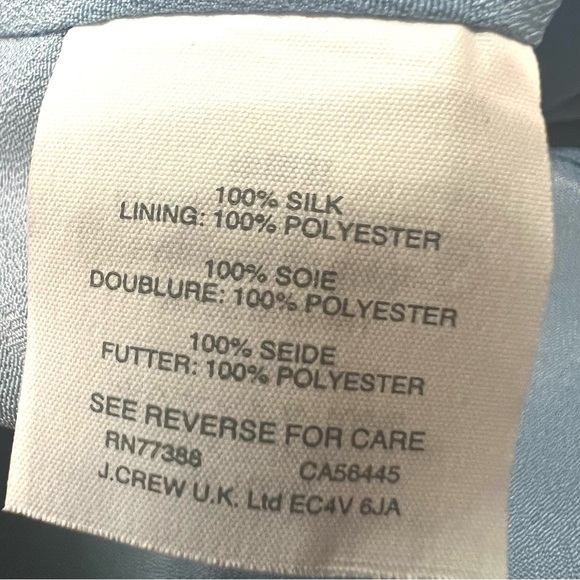 100% SILK
LINING: 100% POLYESTER
100% SOIE
DOUBLURE: 100% POLYESTER
100% SEIDE
FUTTER: 100% POLYESTER
SEE REVERSE FOR CARE
RN77388 CA56445
J.CREW U.K. Ltd EC4V 6JA